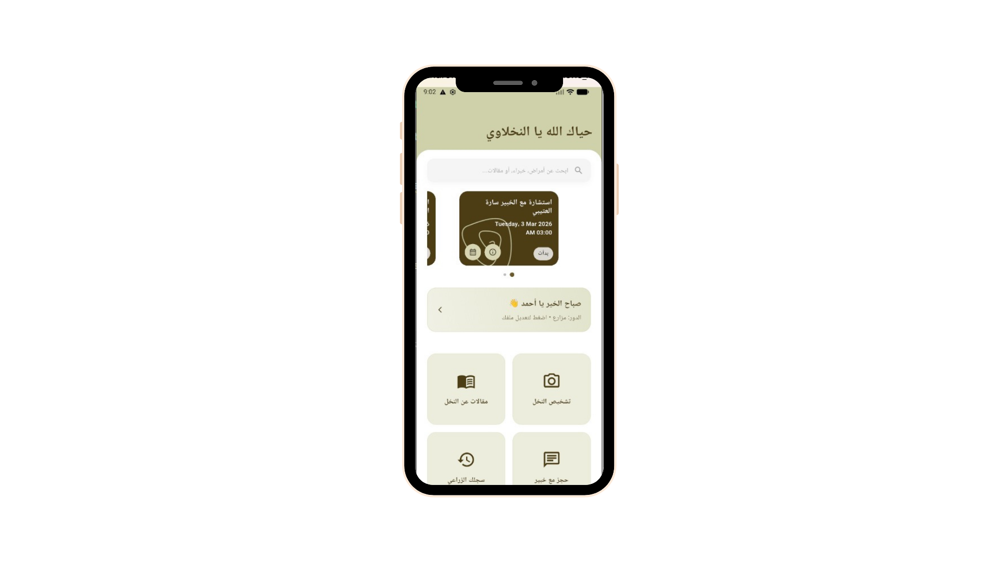 9:02
حياك الله يا النخلاوي
ابحث عن أمراض، خبراء، أو مقالات...
استشارة مع الخبير سارة
العتيبي
Tuesday, 3 Mar 2026
AM 03:00
بدأت
صباح الخير يا أحمد 👋
الدور: مزارع • اضغط لتعديل ملفك
تشخيص النخل
مقالات عن النخل
حجز مع خبير
سجلك الزراعي